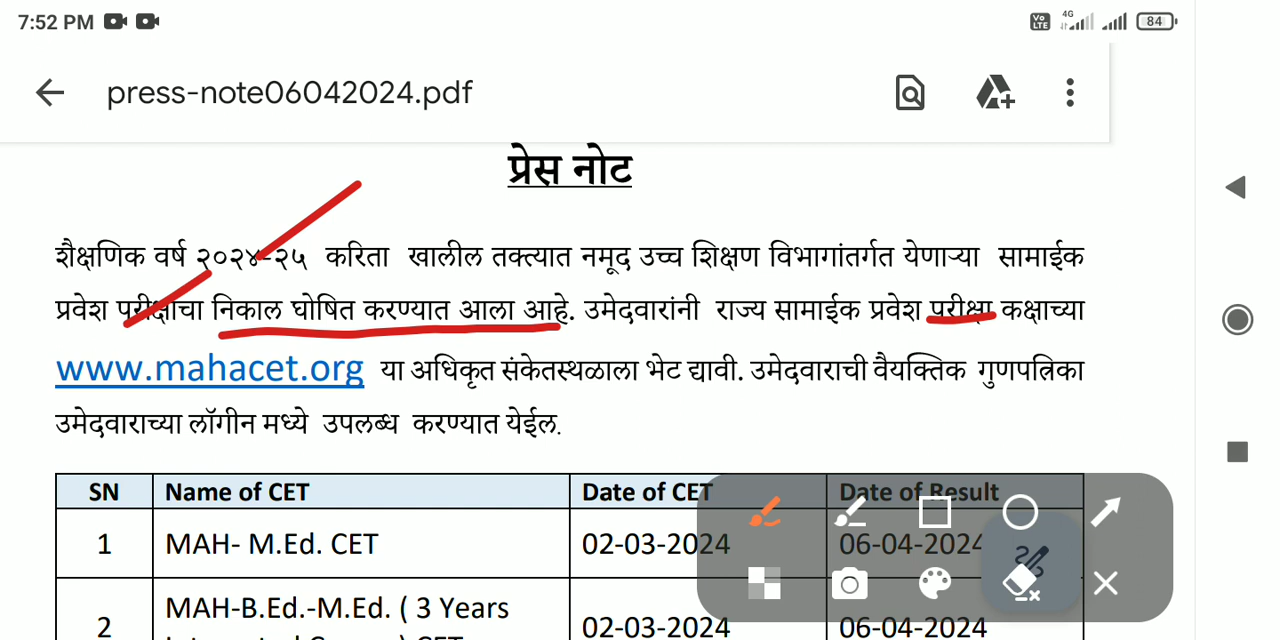 7:52 PM Vo LTE 4G 84
press-note06042024.pdf
प्रेस नोट
शैक्षणिक वर्ष २०२४-२५ करिता खालील तक्त्यात नमूद उच्च शिक्षण विभागांतर्गत येणाऱ्या सामाईक
प्रवेश परीक्षांचा निकाल घोषित करण्यात आला आहे. उमेदवारांनी राज्य सामाईक प्रवेश परीक्षा कक्षाच्या
www.mahacet.org या अधिकृत संकेतस्थळाला भेट द्यावी. उमेदवाराची वैयक्तिक गुणपत्रिका
उमेदवाराच्या लॉगीन मध्ये उपलब्ध करण्यात येईल.
SN Name of CET Date of CET Date of Result
1 MAH- M.Ed. CET 02-03-2024 06-04-2024
MAH-B.Ed.-M.Ed. ( 3 Years
2 02-03-2024 06-04-2024